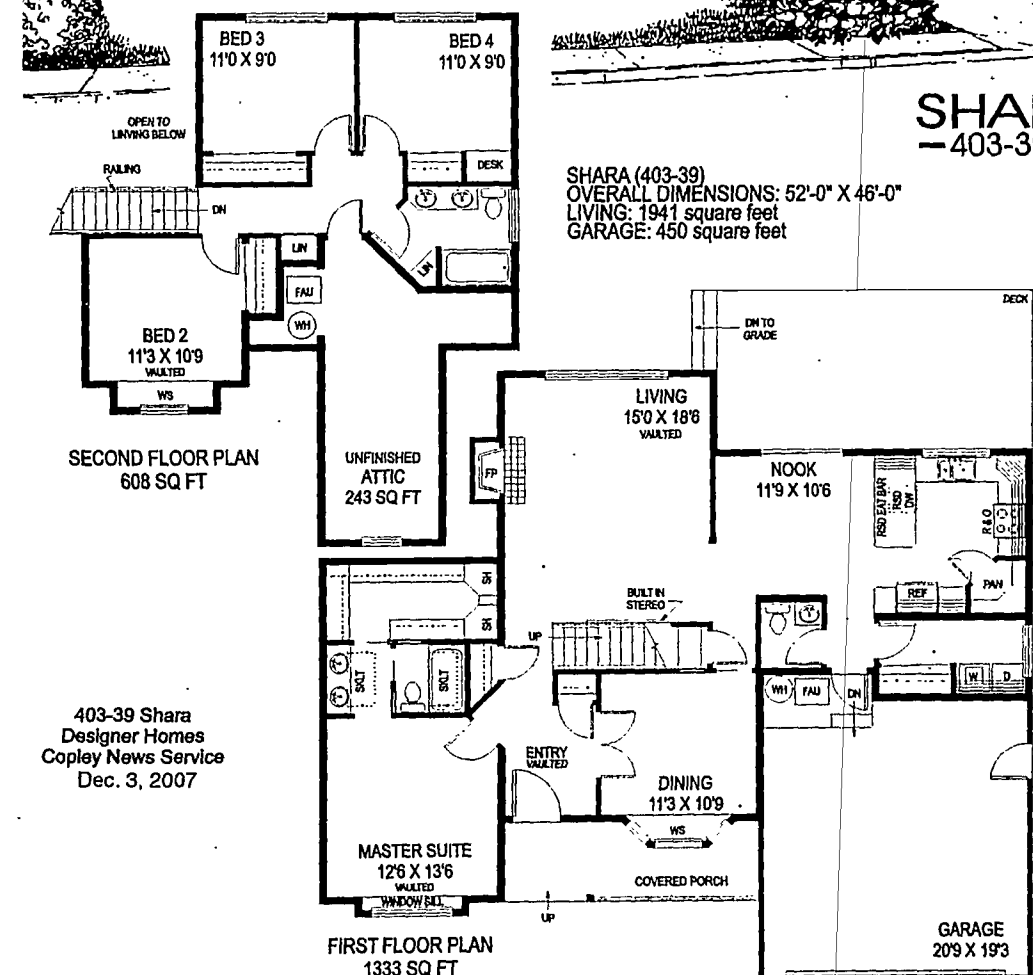 BED 3
11'0 X 9'0
BED 4
11'0 X 9'0
OPEN TO
LINVING BELOW
RAILING
DN
DESK
LIN
LIN
FAU
WH
BED 2
11'3 X 10'9
VAULTED
WS
SECOND FLOOR PLAN
608 SQ FT
UNFINISHED
ATTIC
243 SQ FT
SHA
403-3
SHARA (403-39)
OVERALL DIMENSIONS: 52'-0" X 46'-0"
LIVING: 1941 square feet
GARAGE: 450 square feet
DECK
DN TO
GRADE
LIVING
15'0 X 18'6
VAULTED
FP
NOOK
11'9 X 10'6
RSD EAT BAR
RSD
DW
R&O
PAN
REF
BUILT IN
STEREO
UP
SH
SH
SKLT
SKLT
W
D
WH
FAU
DN
ENTRY
VAULTED
DINING
11'3 X 10'9
WS
COVERED PORCH
UP
MASTER SUITE
12'6 X 13'6
VAULTED
WINDOW SILL
FIRST FLOOR PLAN
1333 SQ FT
GARAGE
20'9 X 19'3
403-39 Shara
Designer Homes
Copley News Service
Dec. 3, 2007